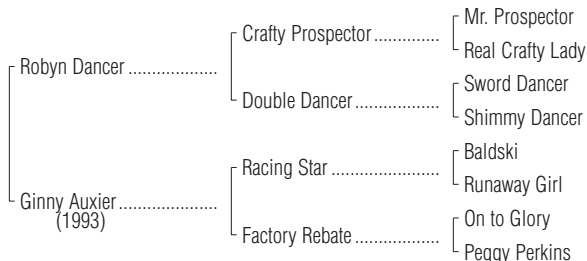 Mr. Prospector
Crafty Prospector ...............
Real Crafty Lady
Robyn Dancer ....................
Sword Dancer
Double Dancer ...................
Shimmy Dancer
Baldski
Racing Star ........................
Runaway Girl
Ginny Auxier ......................
(1993)
On to Glory
Factory Rebate ...................
Peggy Perkins